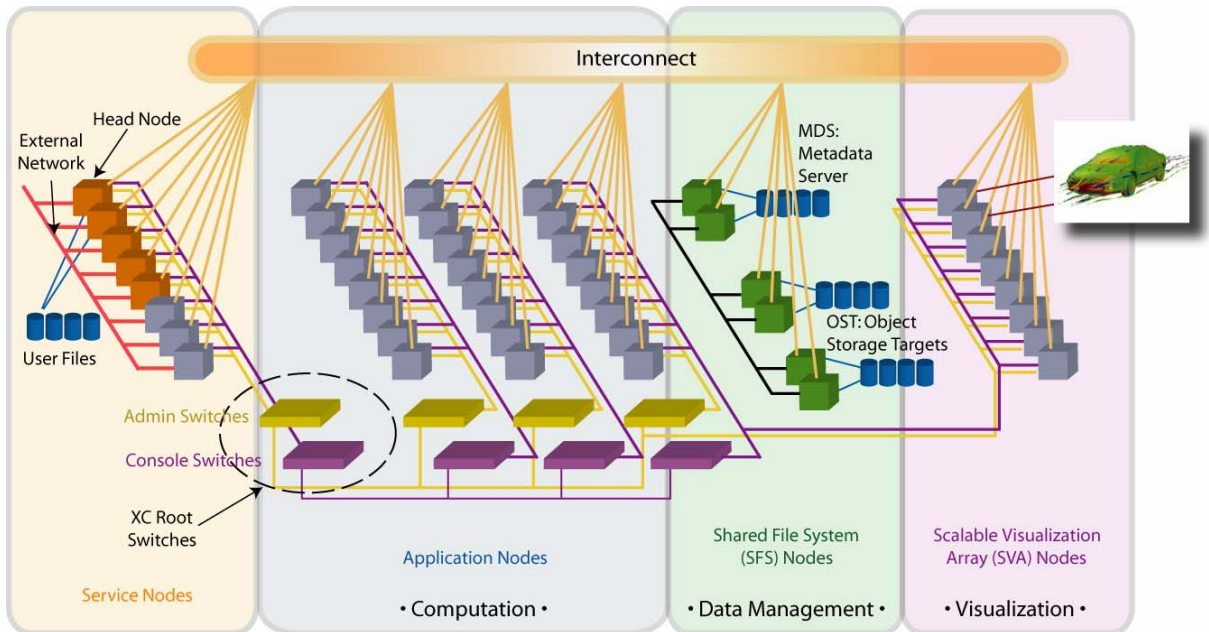 Interconnect
Head Node
External
Network
User Files
Admin Switches
Console Switches
XC Root
Switches
Service Nodes
Application Nodes
• Computation •
MDS:
Metadata
Server
OST: Object
Storage Targets
Shared File System
(SFS) Nodes
• Data Management •
Scalable Visualization
Array (SVA) Nodes
• Visualization •